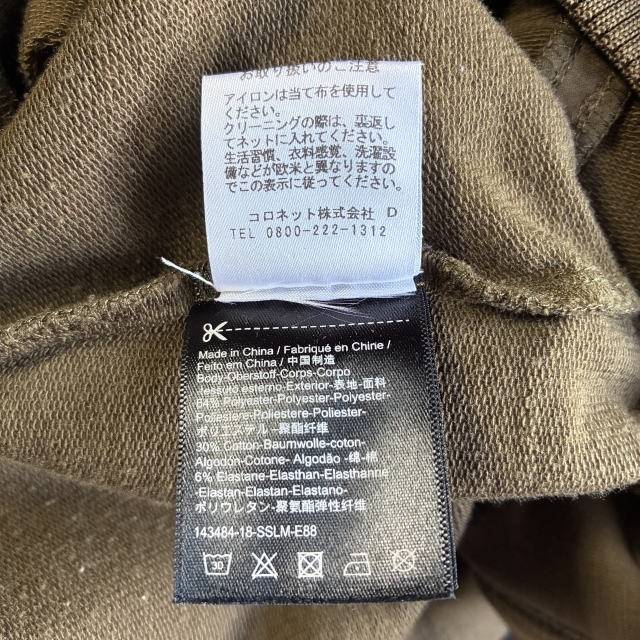 お取り扱いのご注意
アイロンは当て布を使用して
ください。
クリーニングの際は、裏返し
てネットに入れてください。
生活習慣、衣料感覚、洗濯設
備などが欧米と異なりますの
でこの表示に従ってください。
コロネット株式会社 D
TEL 0800-222-1312
Made in China / Fabriqué en Chine /
Feito em China / 中国制造
Body-Oberstoff-Corps-Corpo
Tessuto esterno-Exterior-表地-面料
64% Polyester-Polyester-Polyester-
Poliestere-Poliestere-Poliester-
ポリエステル -聚酯纤维
30% Cotton-Baumwolle-coton-
Algodon-Cotone- Algodão -綿-棉
6% Elastane-Elasthan-Elasthanne
-Elastan-Elastan-Elastano-
ポリウレタン-聚氨酯弹性纤维
143484-18-SSLM-E88
30